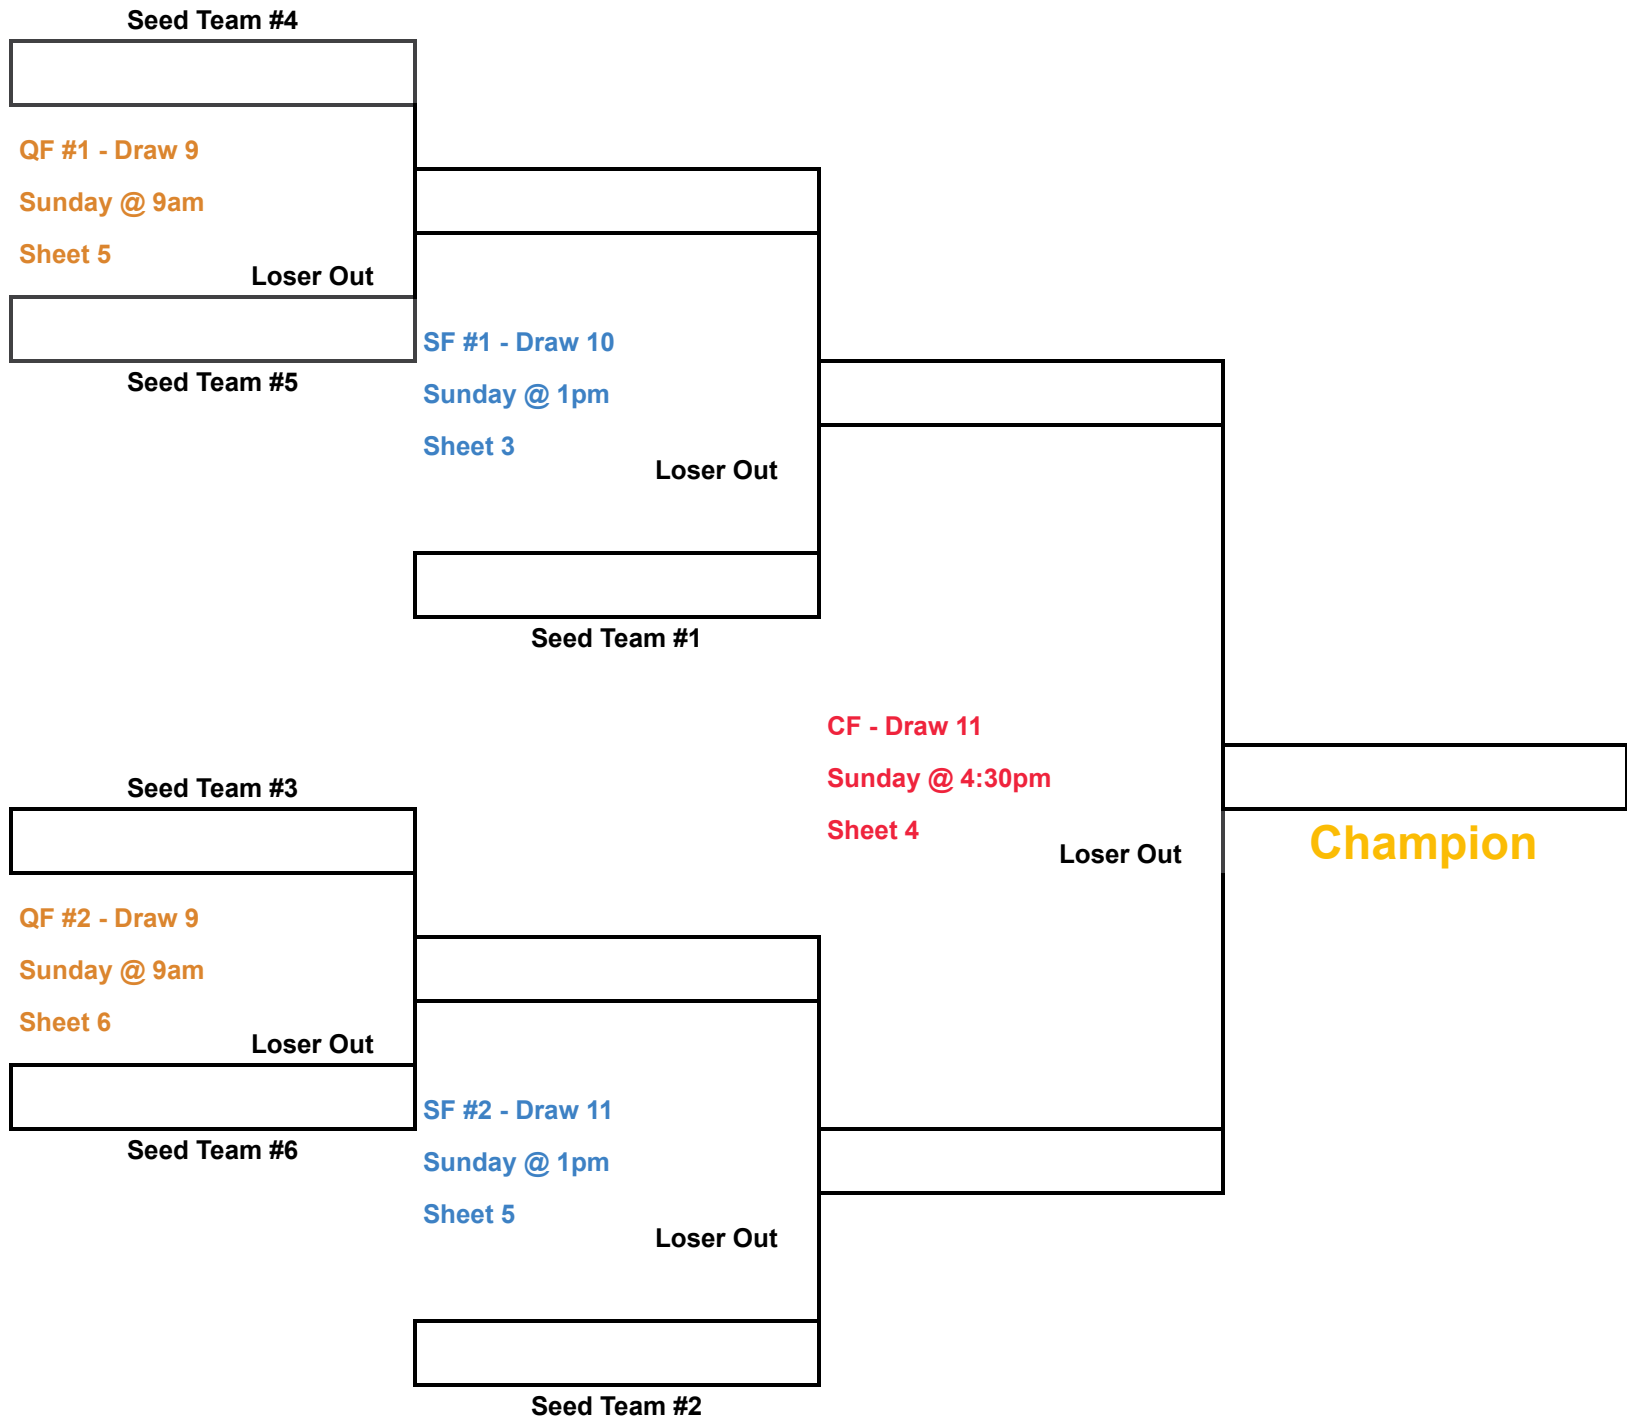 Seed Team #4
QF #1 - Draw 9
Sunday @ 9am
Sheet 5
Loser Out
Seed Team #5
SF #1 - Draw 10
Sunday @ 1pm
Sheet 3
Loser Out
Seed Team #1
CF - Draw 11
Sunday @ 4:30pm
Sheet 4
Loser Out
Champion
Seed Team #3
QF #2 - Draw 9
Sunday @ 9am
Sheet 6
Loser Out
Seed Team #6
SF #2 - Draw 11
Sunday @ 1pm
Sheet 5
Loser Out
Seed Team #2